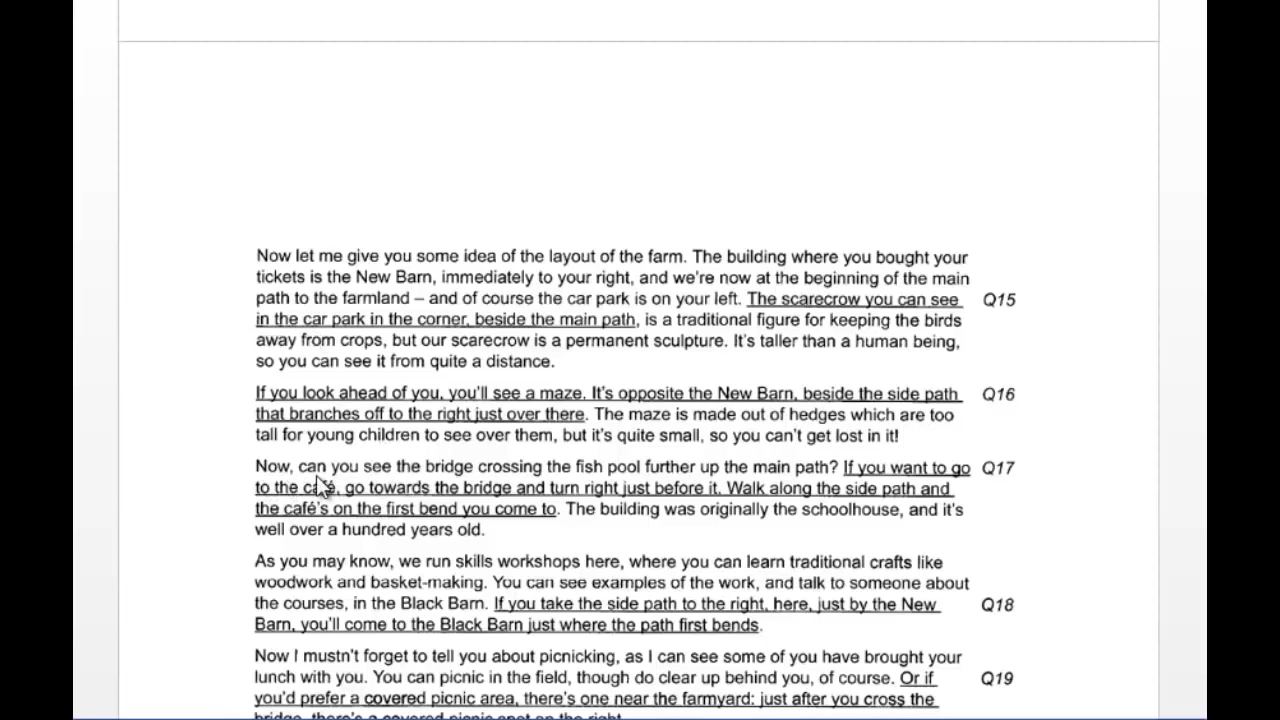 Now let me give you some idea of the layout of the farm. The building where you bought your
tickets is the New Barn, immediately to your right, and we're now at the beginning of the main
path to the farmland – and of course the car park is on your left. The scarecrow you can see Q15
in the car park in the corner, beside the main path, is a traditional figure for keeping the birds
away from crops, but our scarecrow is a permanent sculpture. It's taller than a human being,
so you can see it from quite a distance.
If you look ahead of you, you'll see a maze. It's opposite the New Barn, beside the side path Q16
that branches off to the right just over there. The maze is made out of hedges which are too
tall for young children to see over them, but it's quite small, so you can't get lost in it!
Now, can you see the bridge crossing the fish pool further up the main path? If you want to go Q17
to the café, go towards the bridge and turn right just before it. Walk along the side path and
the café's on the first bend you come to. The building was originally the schoolhouse, and it's
well over a hundred years old.
As you may know, we run skills workshops here, where you can learn traditional crafts like
woodwork and basket-making. You can see examples of the work, and talk to someone about
the courses, in the Black Barn. If you take the side path to the right, here, just by the New Q18
Barn, you'll come to the Black Barn just where the path first bends.
Now I mustn't forget to tell you about picnicking, as I can see some of you have brought your
lunch with you. You can picnic in the field, though do clear up behind you, of course. Or if Q19
you'd prefer a covered picnic area, there's one near the farmyard: just after you cross the
bridge, there's a covered picnic spot on the right.